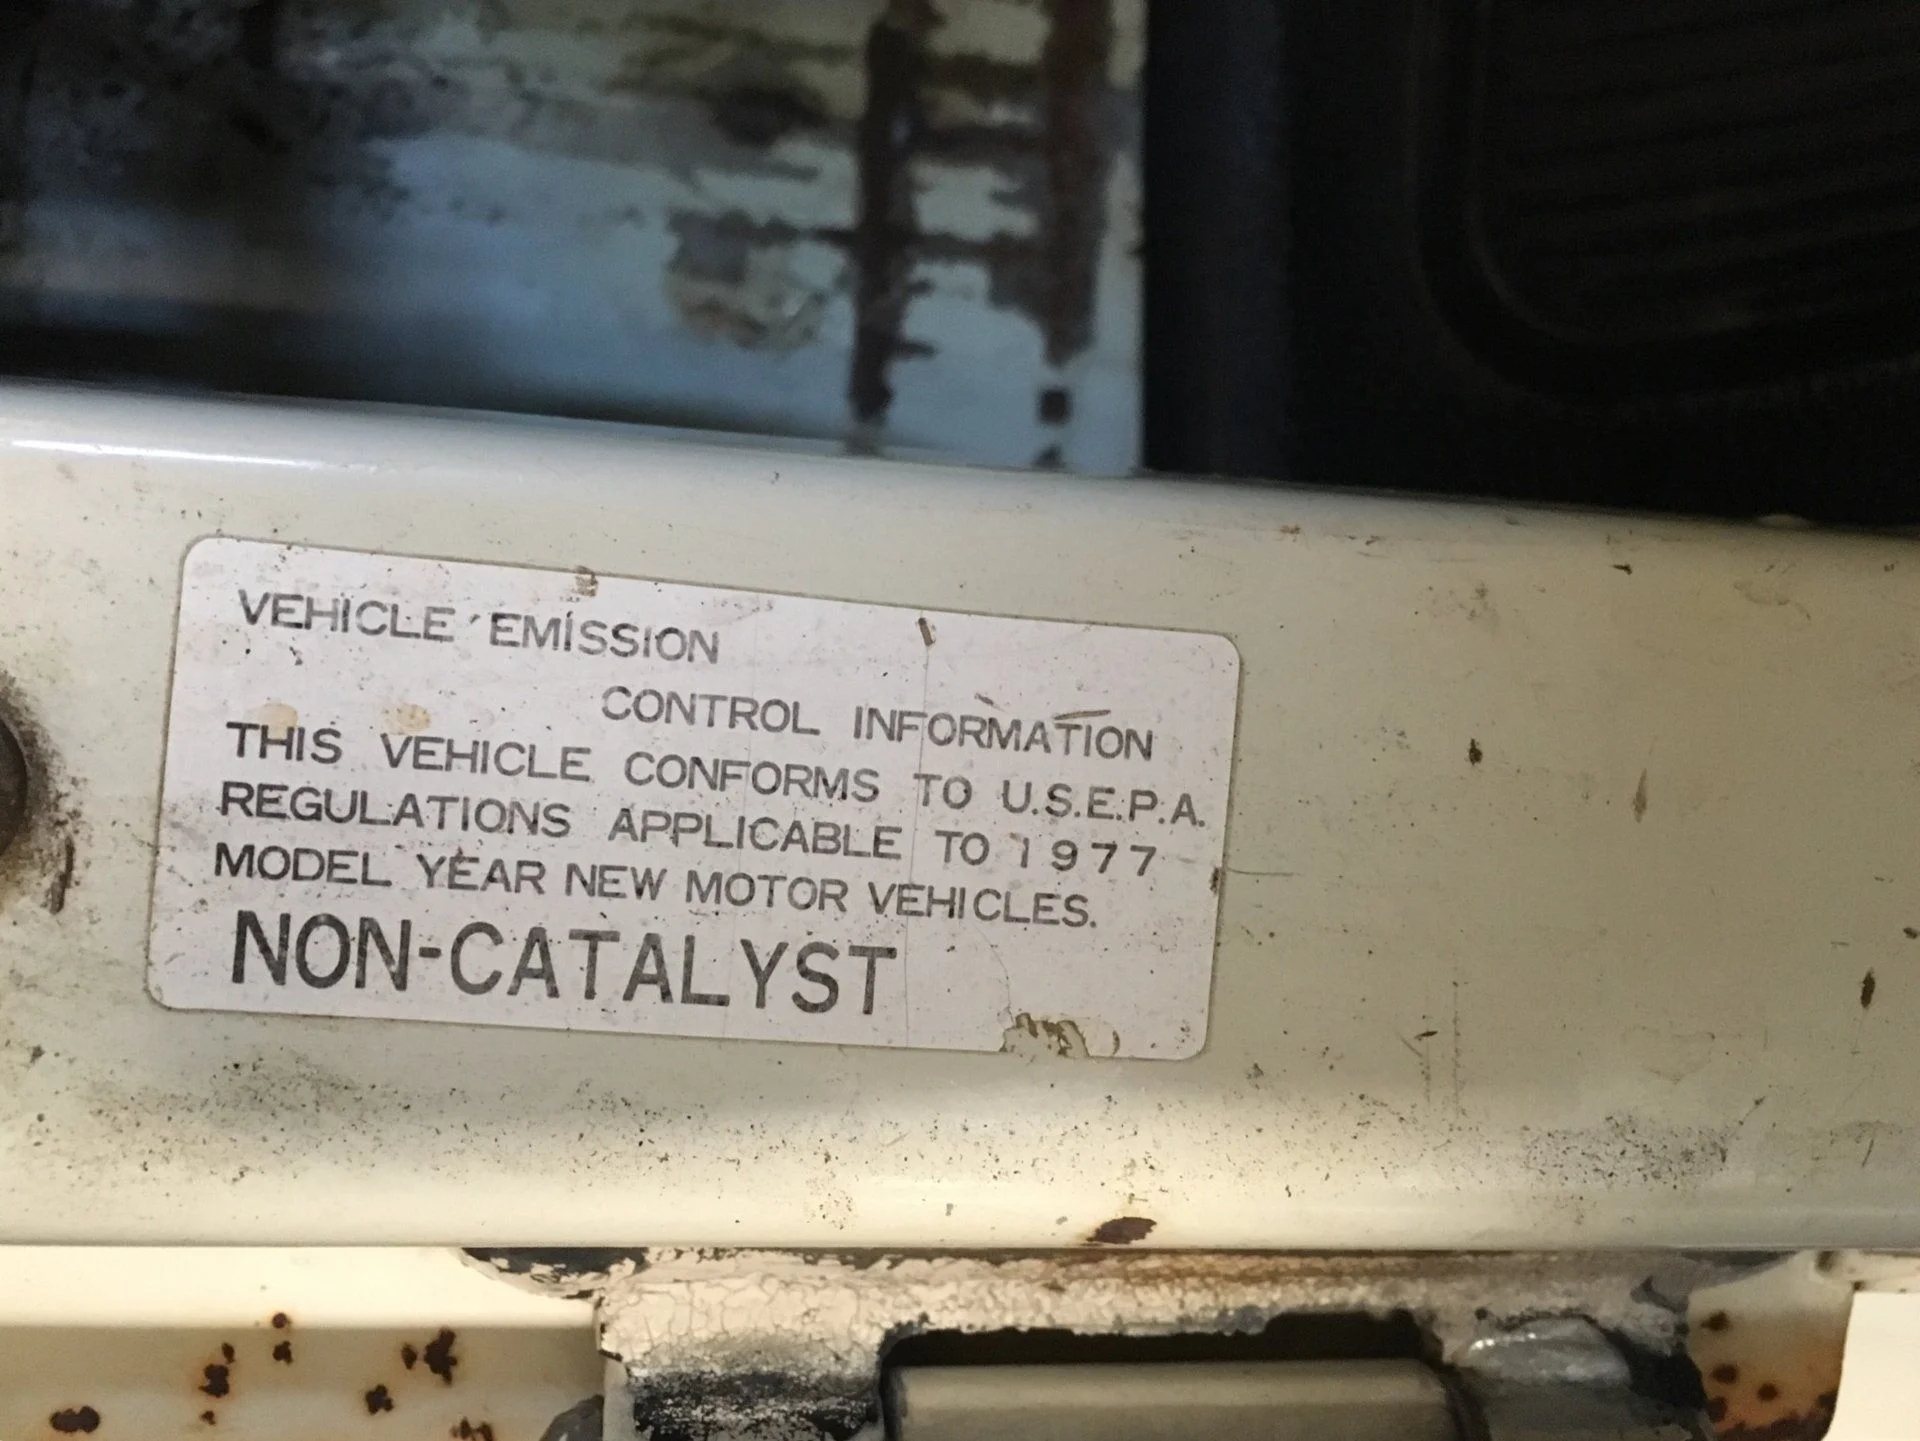 VEHICLE EMISSION
CONTROL INFORMATION
THIS VEHICLE CONFORMS TO U.S.E.P.A.
REGULATIONS APPLICABLE TO 1977
MODEL YEAR NEW MOTOR VEHICLES.
NON-CATALYST